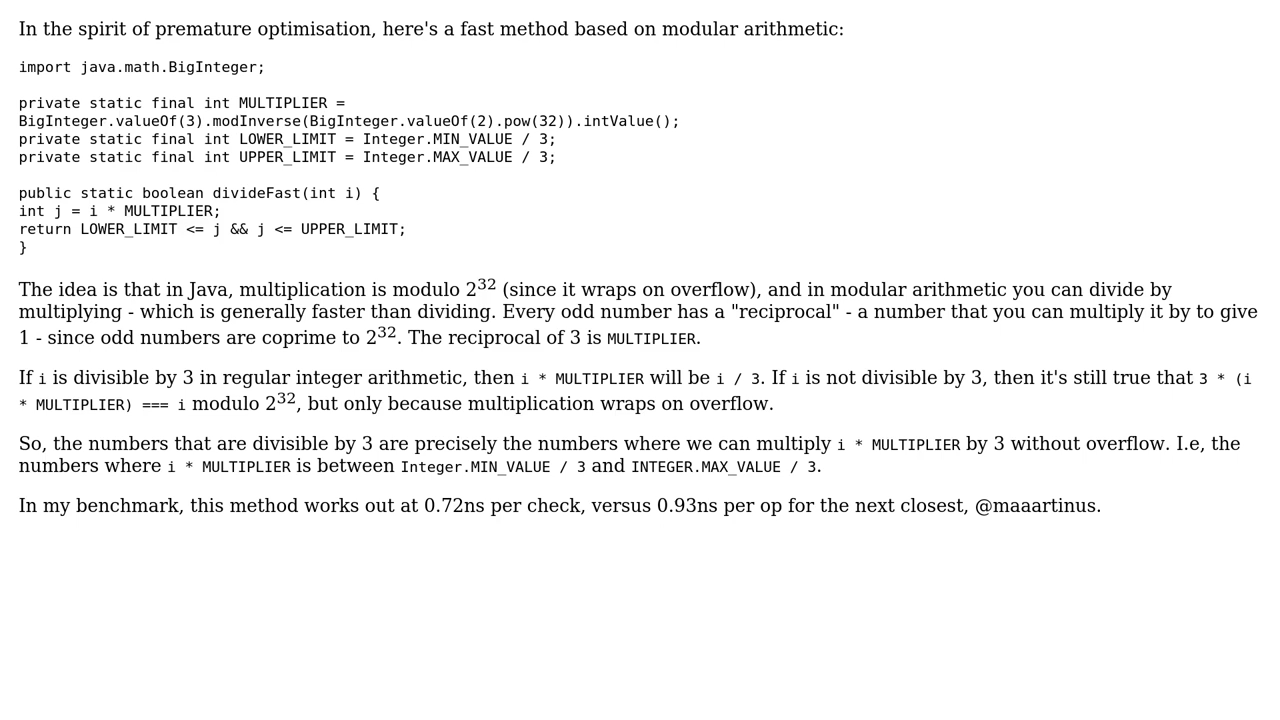 In the spirit of premature optimisation, here's a fast method based on modular arithmetic:
import java.math.BigInteger;
private static final int MULTIPLIER =
BigInteger.valueOf(3).modInverse(BigInteger.valueOf(2).pow(32)).intValue();
private static final int LOWER_LIMIT = Integer.MIN_VALUE / 3;
private static final int UPPER_LIMIT = Integer.MAX_VALUE / 3;
public static boolean divideFast(int i) {
int j = i * MULTIPLIER;
return LOWER_LIMIT <= j && j <= UPPER_LIMIT;
}
The idea is that in Java, multiplication is modulo 2^32 (since it wraps on overflow), and in modular arithmetic you can divide by
multiplying - which is generally faster than dividing. Every odd number has a "reciprocal" - a number that you can multiply it by to give
1 - since odd numbers are coprime to 2^32. The reciprocal of 3 is MULTIPLIER.
If i is divisible by 3 in regular integer arithmetic, then i * MULTIPLIER will be i / 3. If i is not divisible by 3, then it's still true that 3 * (i
* MULTIPLIER) === i modulo 2^32, but only because multiplication wraps on overflow.
So, the numbers that are divisible by 3 are precisely the numbers where we can multiply i * MULTIPLIER by 3 without overflow. I.e, the
numbers where i * MULTIPLIER is between Integer.MIN_VALUE / 3 and INTEGER.MAX_VALUE / 3.
In my benchmark, this method works out at 0.72ns per check, versus 0.93ns per op for the next closest, @maaartinus.